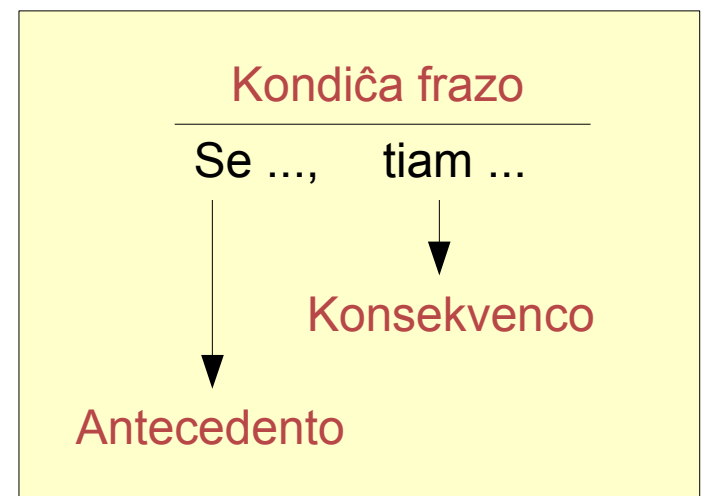 Kondiĉa frazo
Se ..., tiam ...
Konsekvenco
Antecedento